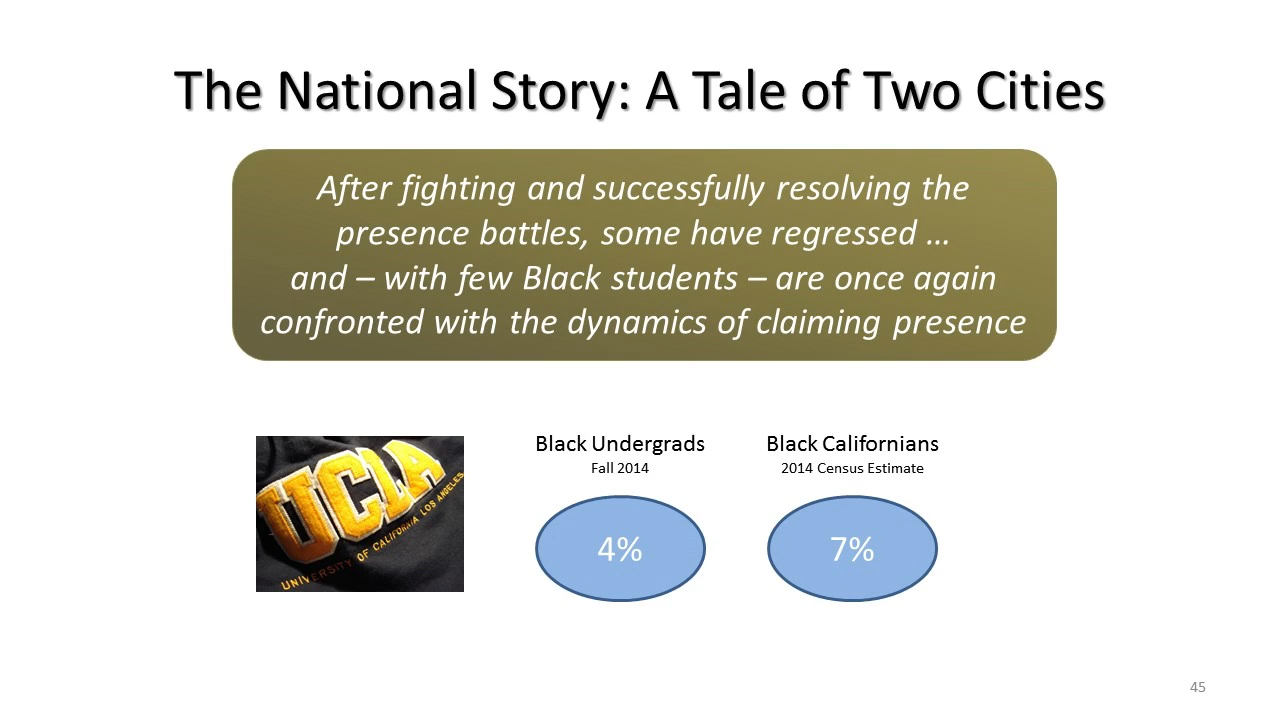 The National Story: A Tale of Two Cities
After fighting and successfully resolving the
presence battles, some have regressed …
and – with few Black students – are once again
confronted with the dynamics of claiming presence
UCLA
UNIVERSITY OF CALIFORNIA LOS ANGELES
Black Undergrads
Fall 2014
4%
Black Californians
2014 Census Estimate
7%
45